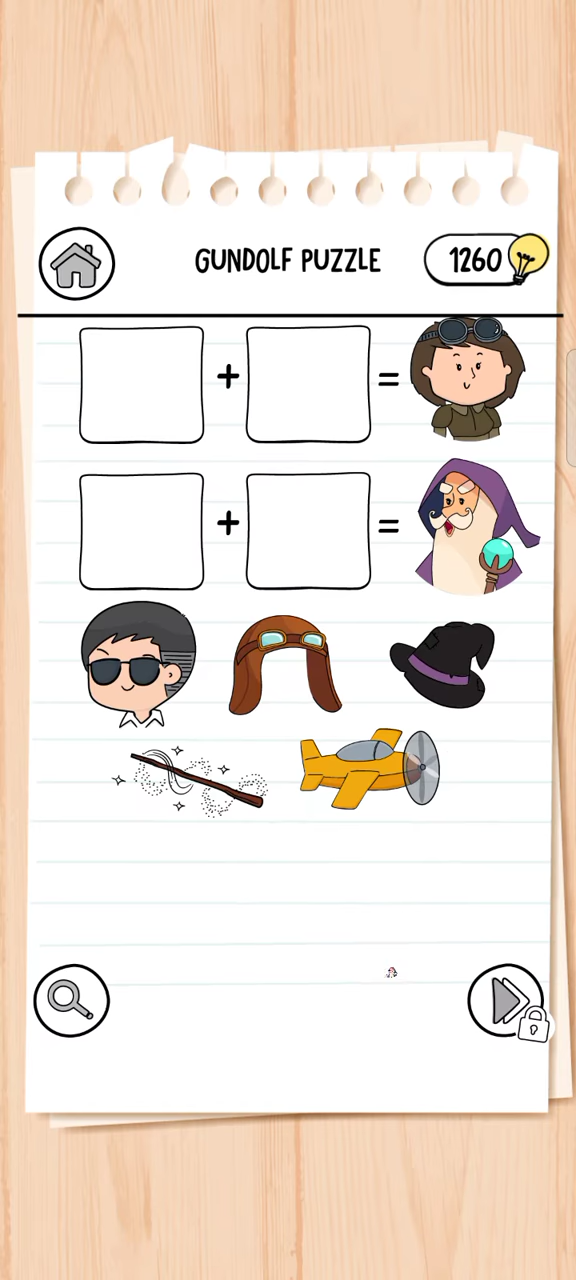 GUNDOLF PUZZLE
1260
+ =
+ =